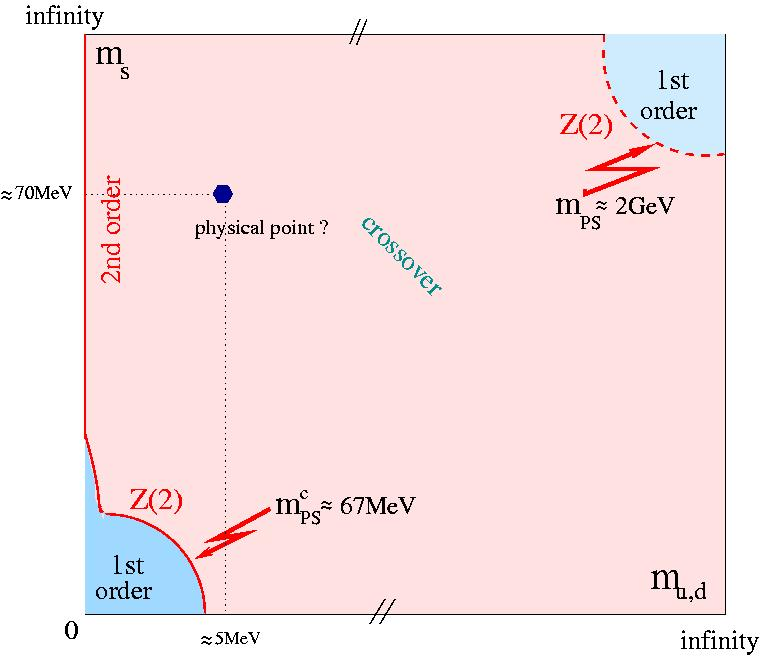 infinity
m_s
1st
order
Z(2)
m_PS ≈ 2GeV
≈70MeV
2nd order
physical point ?
crossover
Z(2)
m^c_PS ≈ 67MeV
1st
order
m_u,d
0
≈5MeV
infinity